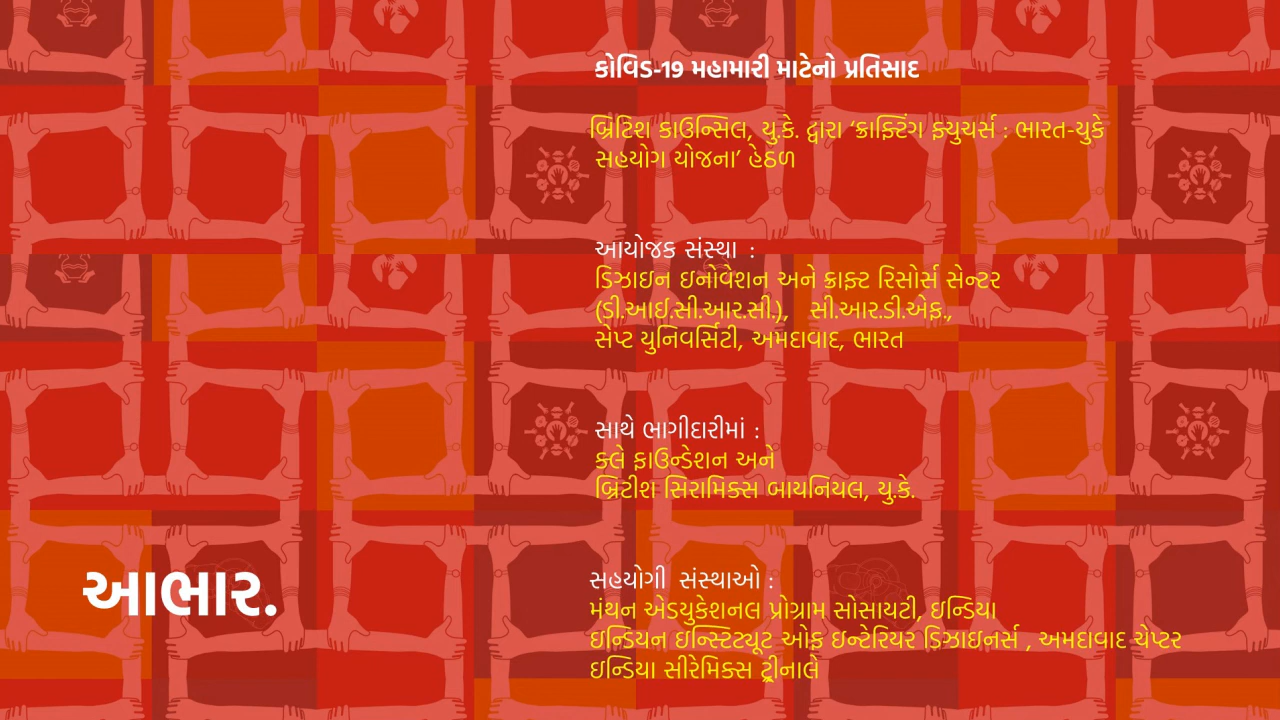 કોવિડ-19 મહામારી માટેનો પ્રતિસાદ
બ્રિટિશ કાઉન્સિલ, યુ.કે. દ્વારા ‘ક્રાફ્ટિંગ ફ્યુચર્સ : ભારત-યુકે
સહયોગ યોજના’ હેઠળ
આયોજક સંસ્થા :
ડિઝાઇન ઇનોવેશન અને ક્રાફ્ટ રિસોર્સ સેન્ટર
(ડી.આઈ.સી.આર.સી.), સી.આર.ડી.એફ.,
સેપ્ટ યુનિવર્સિટી, અમદાવાદ, ભારત
સાથે ભાગીદારીમાં :
ક્લે ફાઉન્ડેશન અને
બ્રિટીશ સિરામિક્સ બાયનિયલ, યુ.કે.
સહયોગી સંસ્થાઓ :
મંથન એડયુકેશનલ પ્રોગ્રામ સોસાયટી, ઇન્ડિયા
ઇન્ડિયન ઇન્સ્ટિટ્યૂટ ઓફ ઇન્ટેરિયર ડિઝાઇનર્સ , અમદાવાદ ચેપ્ટર
ઇન્ડિયા સીરેમિક્સ ટ્રીનાલે
આભાર.